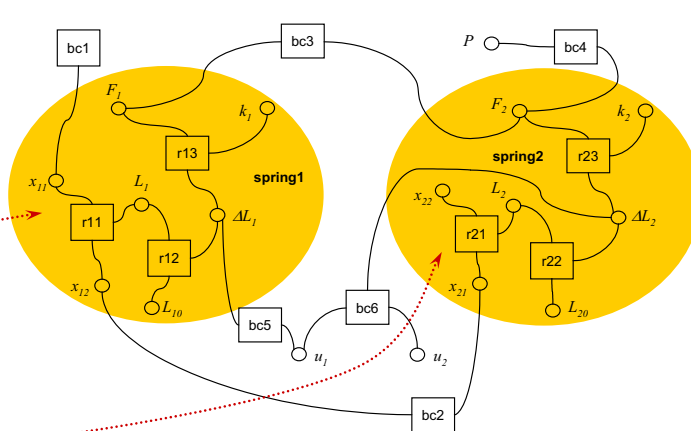 bc1
bc3
P
bc4
F1
k1
F2
k2
r13
r23
spring1
spring2
x11
L1
x22
L2
ΔL1
ΔL2
r11
r12
r21
r22
x12
L10
x21
L20
bc5
bc6
u1
u2
bc2